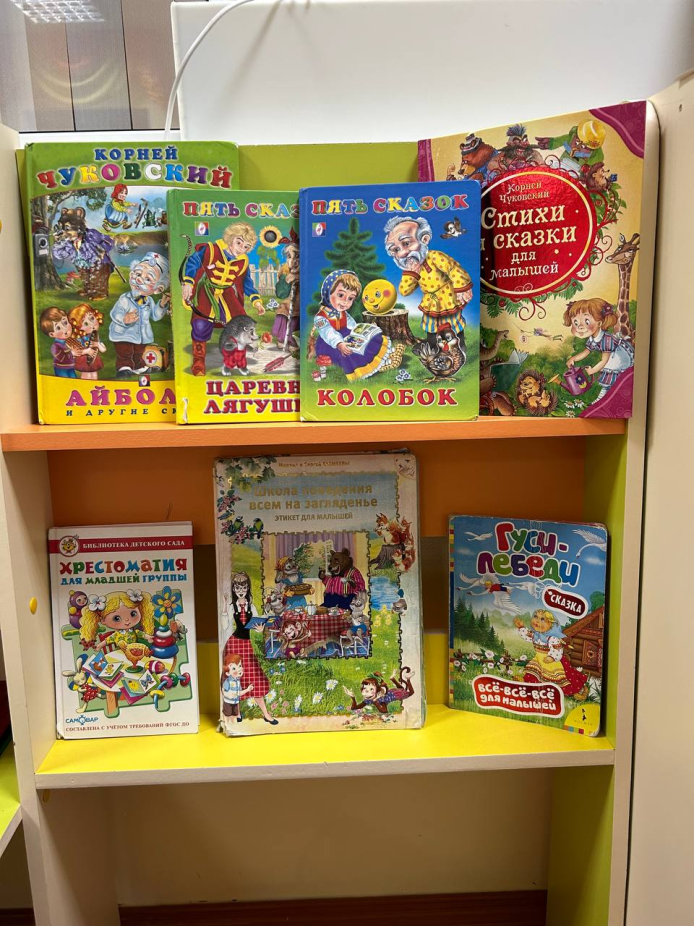 КОРНЕЙ
ЧУКОВСКИЙ
АЙБОЛ
И ДРУГИЕ СК
ПЯТЬ СКАЗ
ЦАРЕВН
ЛЯГУШ
ПЯТЬ СКАЗОК
КОЛОБОК
Корней
Чуковский
Стихи
и сказки
для
малышей
БИБЛИОТЕКА ДЕТСКОГО САДА
ХРЕСТОМАТИЯ
ДЛЯ МЛАДШЕЙ ГРУППЫ
САМОВАР
СОСТАВЛЕНА С УЧЁТОМ ТРЕБОВАНИЙ ФГОС ДО
Школа поведения
всем на загляденье
ЭТИКЕТ ДЛЯ МАЛЫШЕЙ
ГУСИ-
ЛЕБЕДИ
СКАЗКА
ВСЁ-ВСЁ-ВСЁ
ДЛЯ МАЛЫШЕЙ